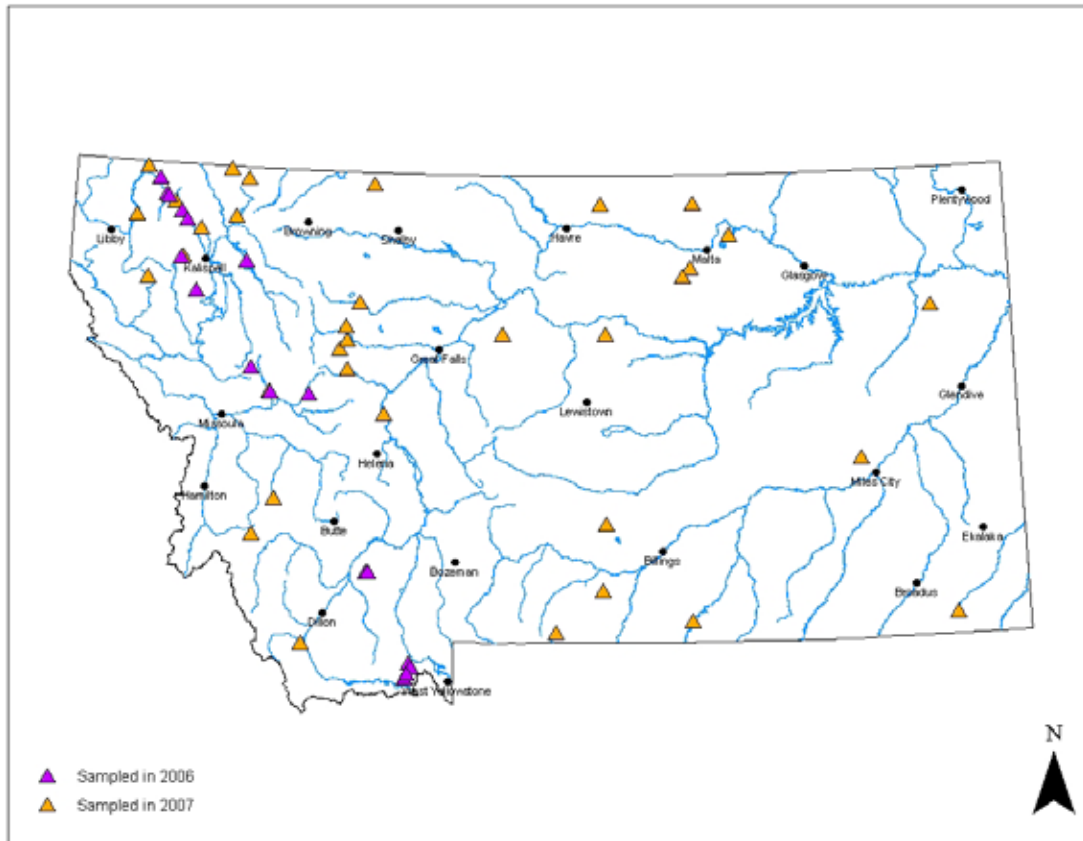 Plentywood
Libby
Browning
Shelby
Havre
Malta
Kalispell
Glasgow
Great Falls
Glendive
Lewistown
Missoula
Helena
Miles City
Hamilton
Butte
Ekalaka
Billings
Bozeman
Broadus
Dillon
West Yellowstone
N
Sampled in 2006
Sampled in 2007